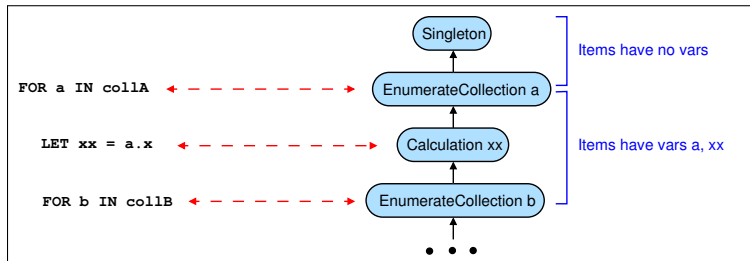 Singleton
Items have no vars
FOR a IN collA
EnumerateCollection a
LET xx = a.x
Calculation xx
Items have vars a, xx
FOR b IN collB
EnumerateCollection b
• • •